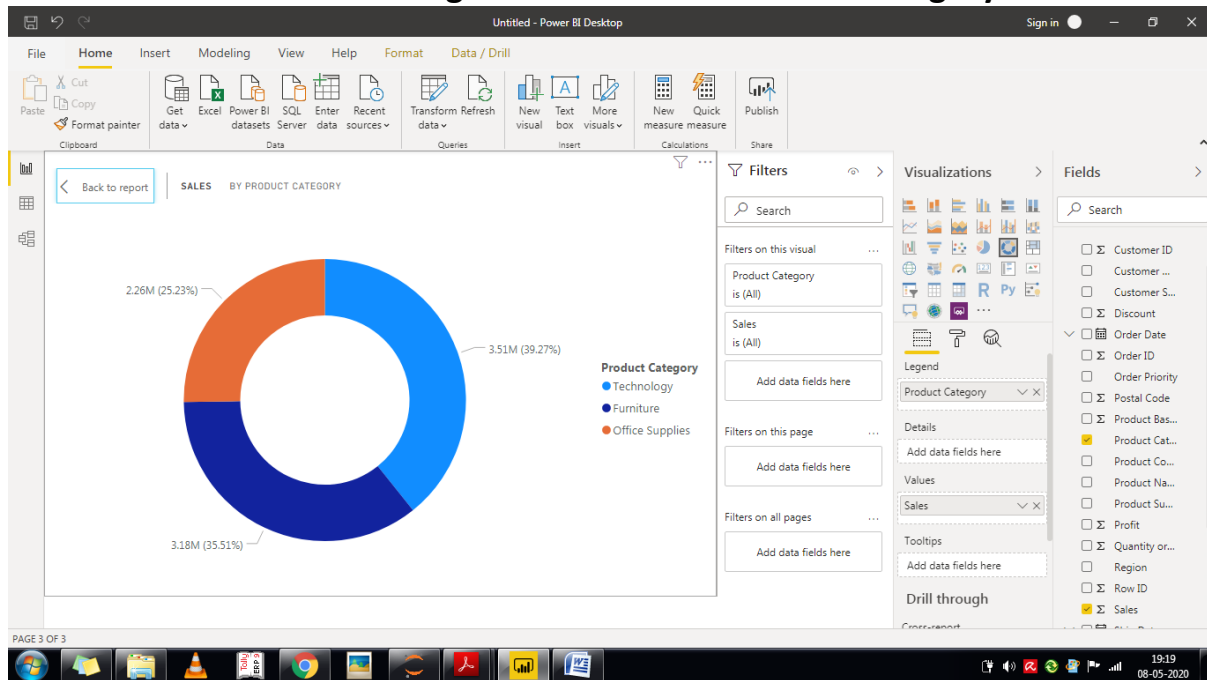 Untitled - Power BI Desktop
Sign in
File Home Insert Modeling View Help Format Data / Drill
Paste
Cut
Copy
Format painter
Clipboard
Get data
Excel
Power BI datasets
SQL Server
Enter data
Recent sources
Data
Transform data
Refresh
Queries
New visual
Text box
More visuals
Insert
New measure
Quick measure
Calculations
Publish
Share
Back to report
SALES BY PRODUCT CATEGORY
2.26M (25.23%)
3.51M (39.27%)
3.18M (35.51%)
Product Category
Technology
Furniture
Office Supplies
Filters
Search
Filters on this visual ...
Product Category
is (All)
Sales
is (All)
Add data fields here
Filters on this page ...
Add data fields here
Filters on all pages ...
Add data fields here
Visualizations
R Py
...
Legend
Product Category
Details
Add data fields here
Values
Sales
Tooltips
Add data fields here
Drill through
Cross-report
Fields
Search
Σ Customer ID
Customer ...
Customer S...
Σ Discount
Order Date
Σ Order ID
Order Priority
Σ Postal Code
Σ Product Bas...
Product Cat...
Product Co...
Product Na...
Product Su...
Σ Profit
Σ Quantity or...
Region
Σ Row ID
Σ Sales
PAGE 3 OF 3
Tally
ERP 9
19:19
08-05-2020